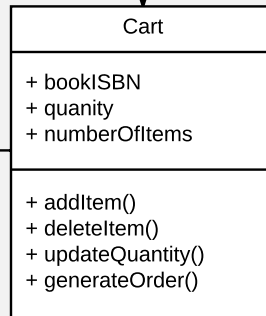 Cart
+ bookISBN
+ quanity
+ numberOfItems
+ addItem()
+ deleteItem()
+ updateQuantity()
+ generateOrder()